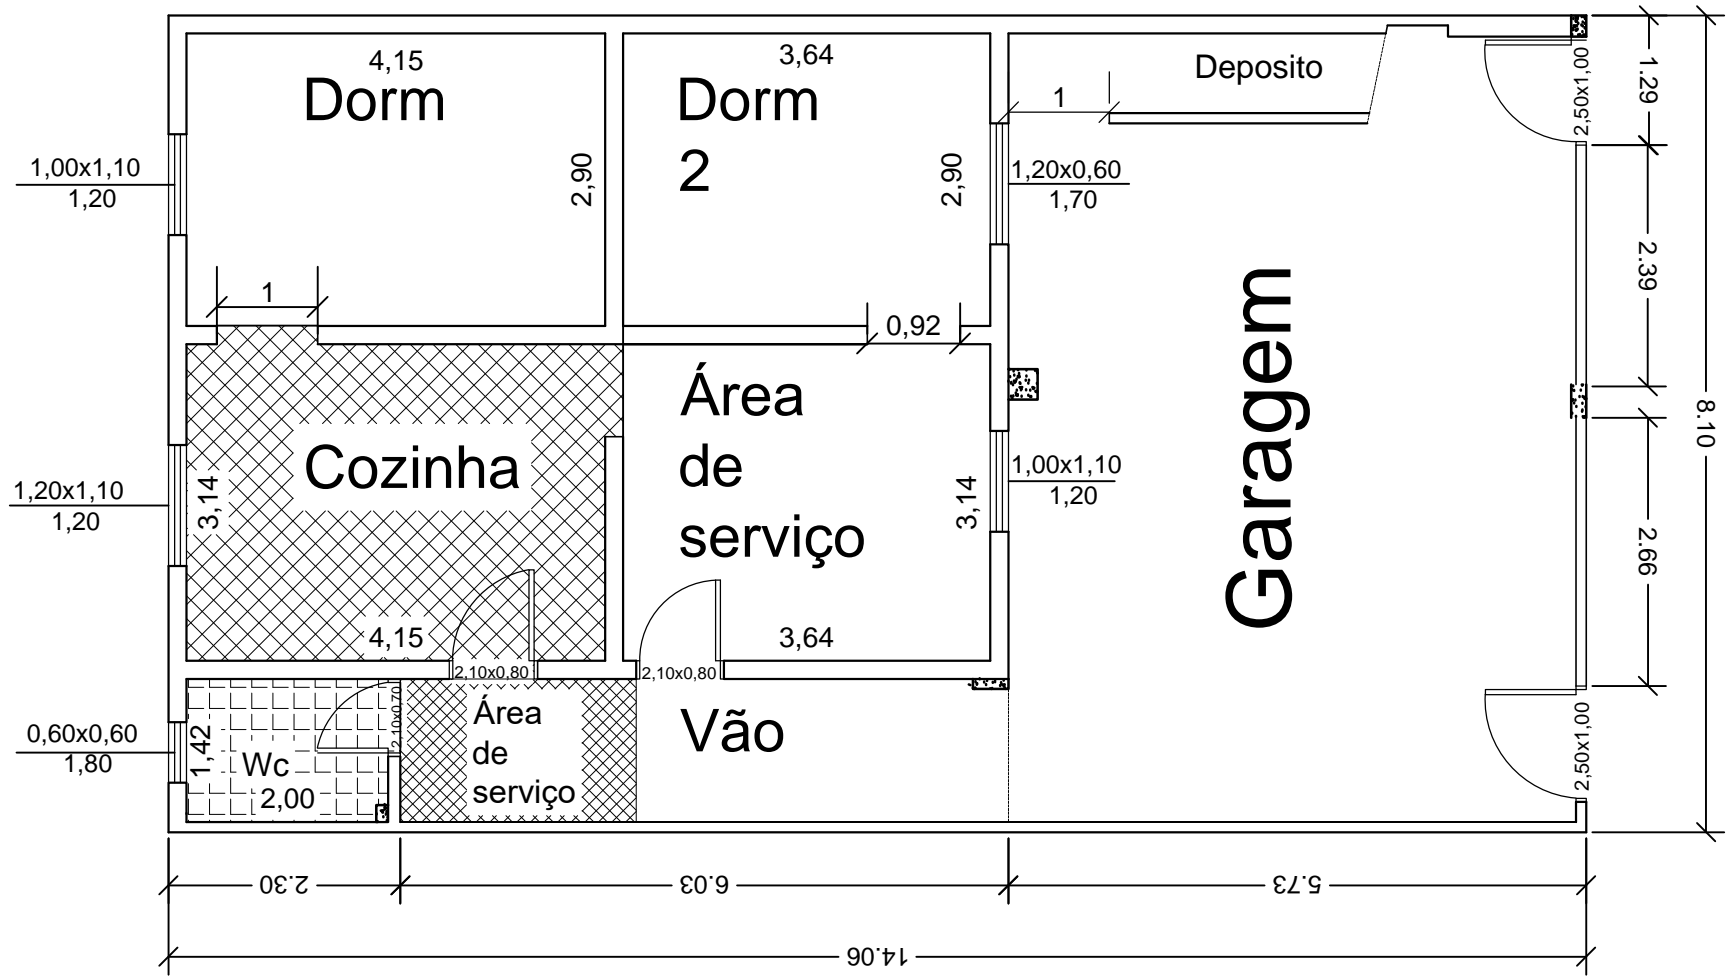 4,15
Dorm
2,90
3,64
Dorm
2
2,90
Deposito
1
2,50x1,00
1.29
1,00x1,10
1,20
1,20x0,60
1,70
2.39
8.10
1
0,92
Cozinha
3,14
4,15
1,20x1,10
1,20
Área
de
serviço
3,14
3,64
1,00x1,10
1,20
Garagem
2.66
2,10x0,80
2,10x0,80
0,60x0,60
1,80
1,42
Wc
2,00
2,10x0,70
Área
de
serviço
Vão
2,50x1,00
2.30
6.03
5.73
14.06